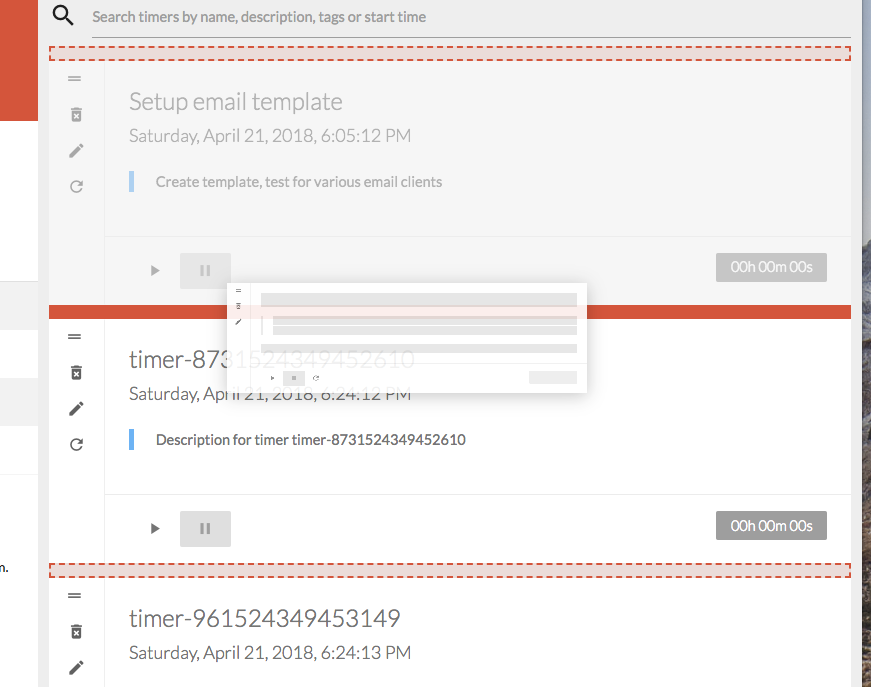 Search timers by name, description, tags or start time
Setup email template
Saturday, April 21, 2018, 6:05:12 PM
Create template, test for various email clients
00h 00m 00s
timer-8731524349452610
Saturday, April 21, 2018, 6:24:12 PM
Description for timer timer-8731524349452610
00h 00m 00s
m.
timer-961524349453149
Saturday, April 21, 2018, 6:24:13 PM